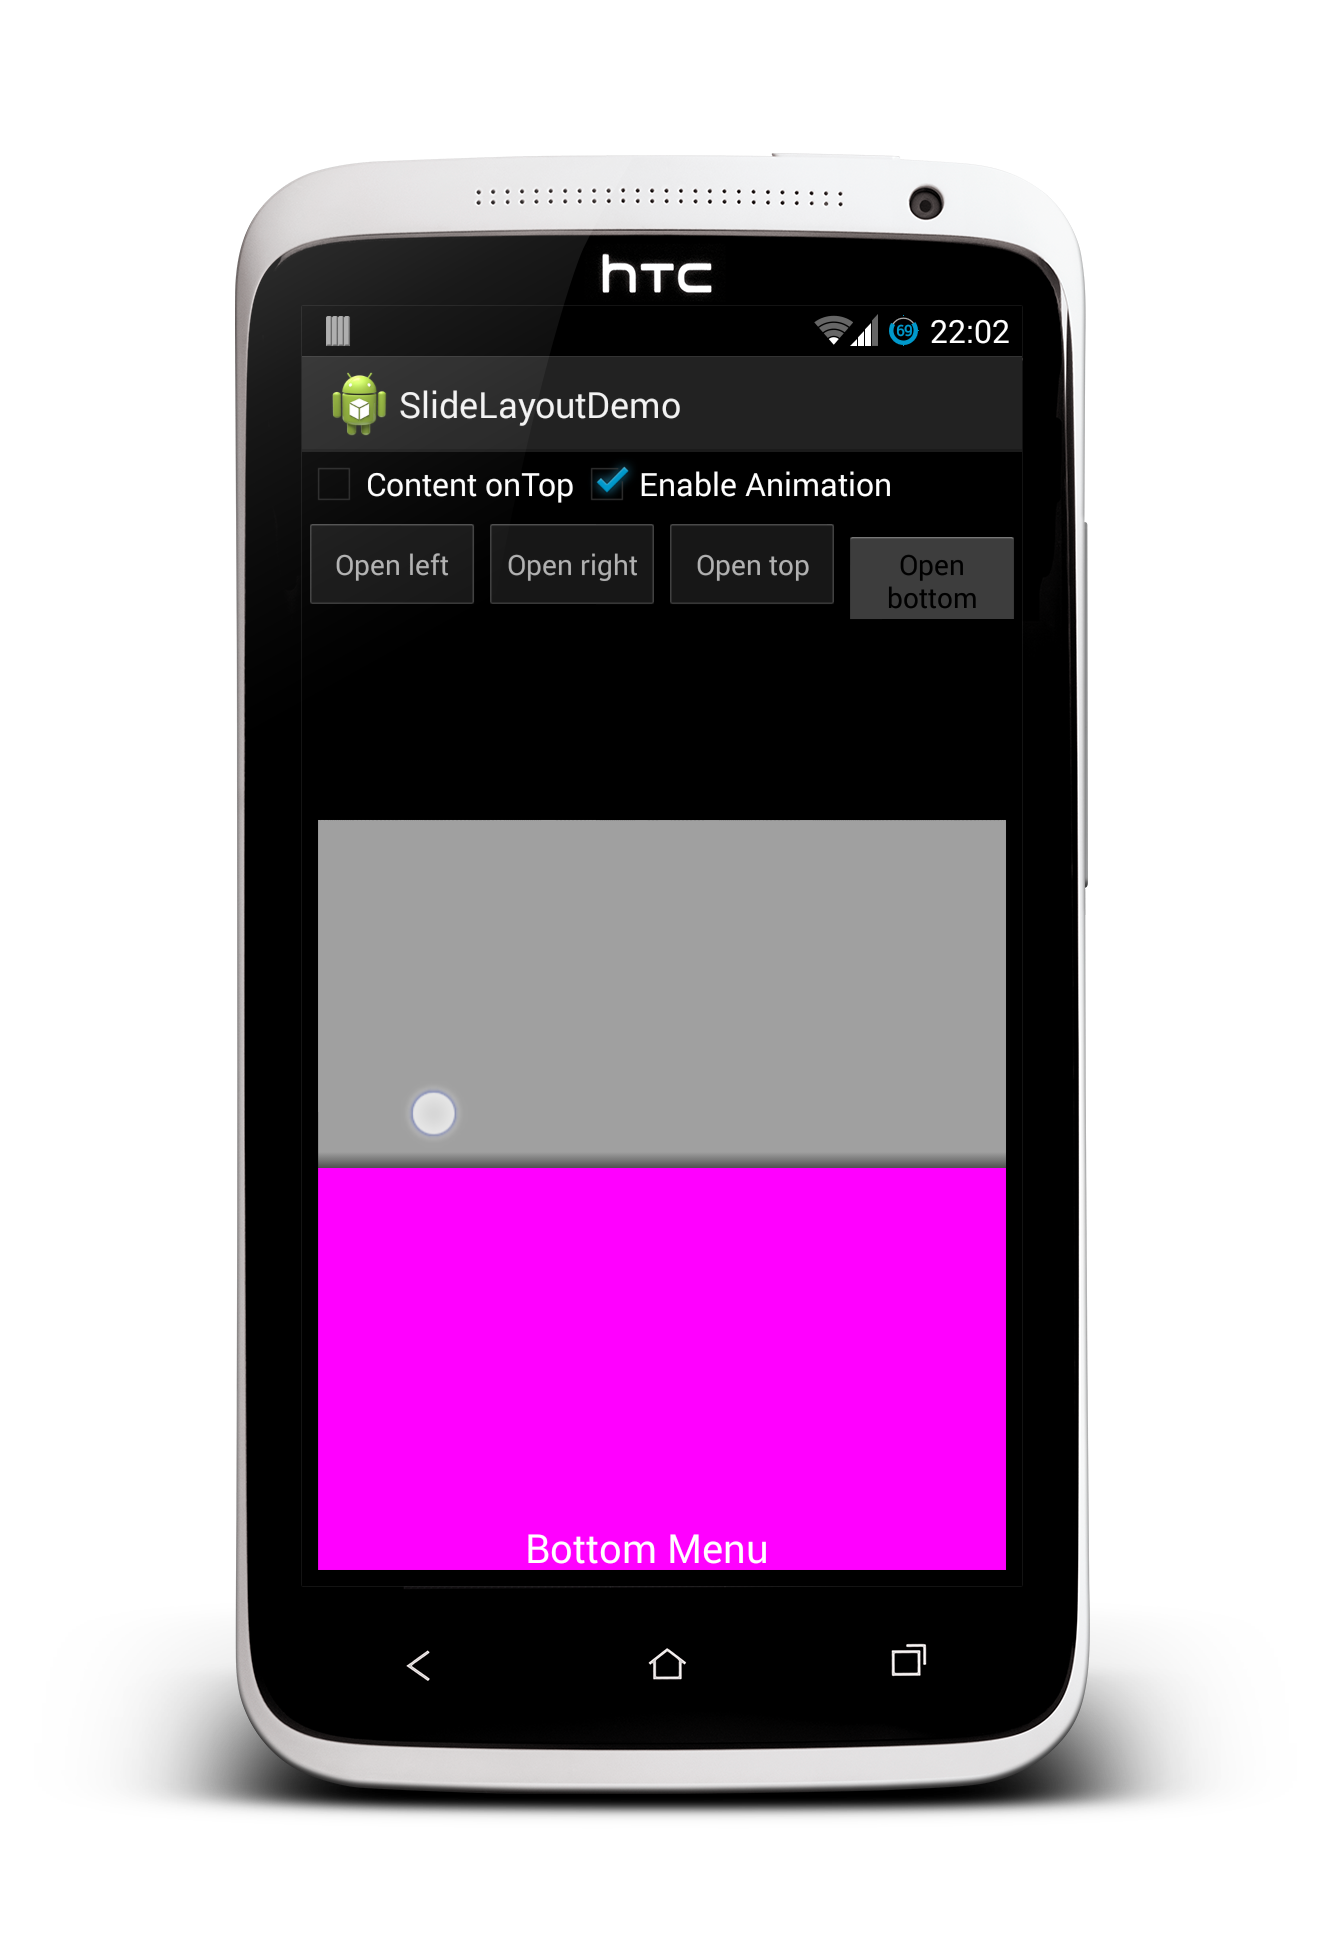 hTC
69 22:02
SlideLayoutDemo
Content onTop Enable Animation
Open left Open right Open top Open
bottom
Bottom Menu